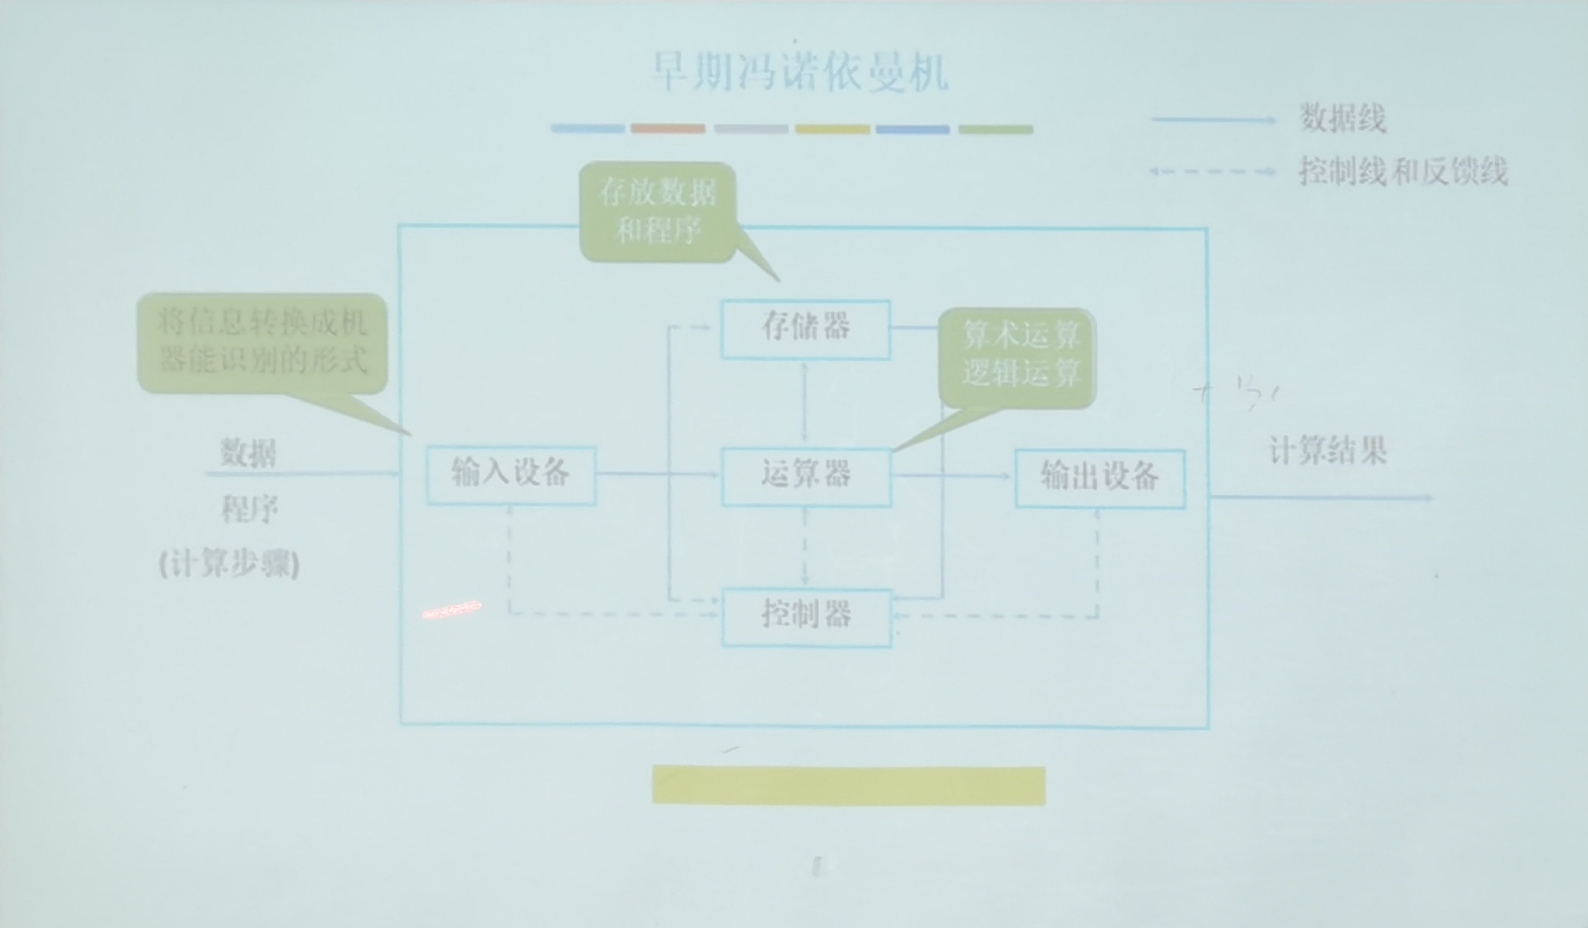 早期冯诺依曼机
数据线
控制线和反馈线
存放数据
和程序
将信息转换成机
器能识别的形式
存储器
算术运算
逻辑运算
数据
输入设备
运算器
输出设备
计算结果
程序
(计算步骤)
控制器